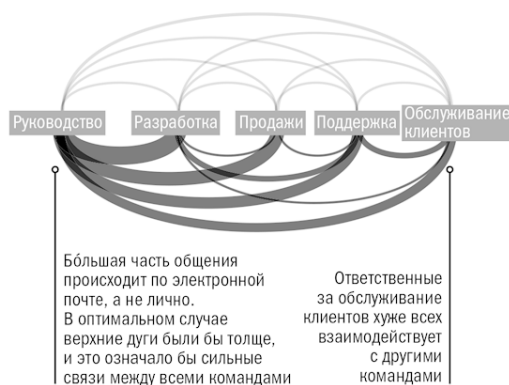 Руководство
Разработка
Продажи
Поддержка
Обслуживание
клиентов
Бо́льшая часть общения
происходит по электронной
почте, а не лично.
В оптимальном случае
верхние дуги были бы толще,
и это означало бы сильные
связи между всеми командами
Ответственные
за обслуживание
клиентов хуже всех
взаимодействует
с другими
командами